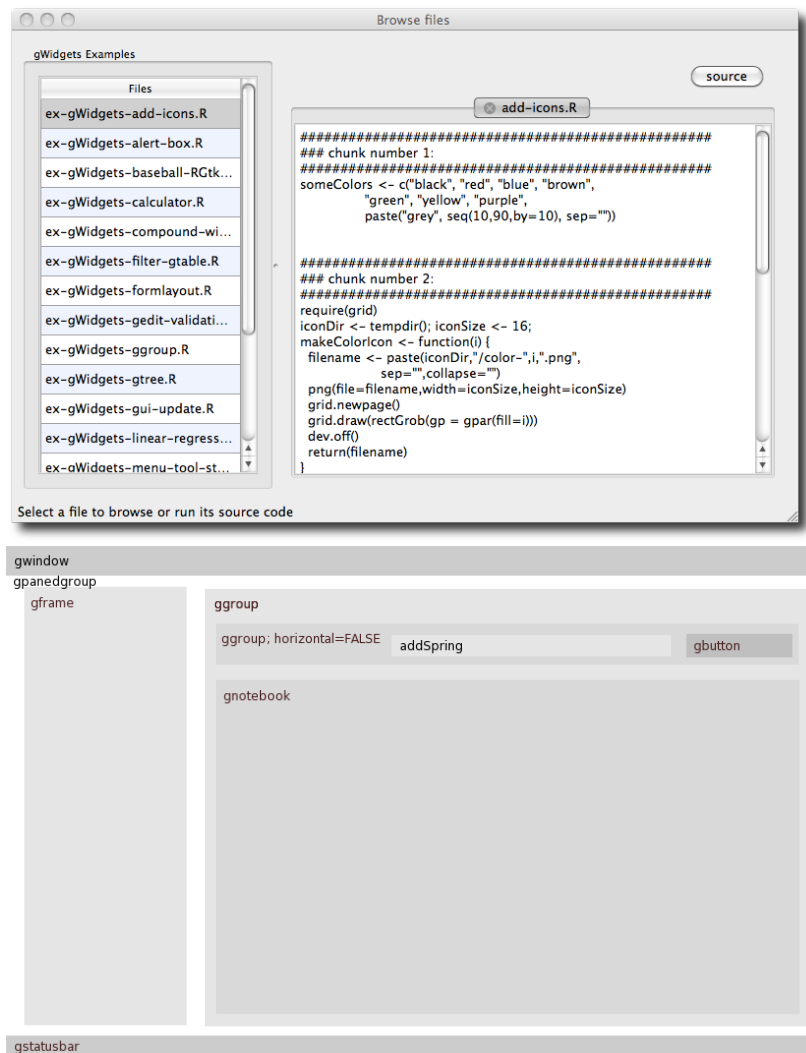 Browse files
gWidgets Examples
Files
ex-gWidgets-add-icons.R
ex-gWidgets-alert-box.R
ex-gWidgets-baseball-RGtk...
ex-gWidgets-calculator.R
ex-gWidgets-compound-wi...
ex-gWidgets-filter-gtable.R
ex-gWidgets-formlayout.R
ex-gWidgets-gedit-validati...
ex-gWidgets-ggroup.R
ex-gWidgets-gtree.R
ex-gWidgets-gui-update.R
ex-gWidgets-linear-regress...
ex-gWidgets-menu-tool-st...
source
add-icons.R
###################################################
### chunk number 1:
###################################################
someColors <- c("black", "red", "blue", "brown",
"green", "yellow", "purple",
paste("grey", seq(10,90,by=10), sep=""))
###################################################
### chunk number 2:
###################################################
require(grid)
iconDir <- tempdir(); iconSize <- 16;
makeColorIcon <- function(i) {
filename <- paste(iconDir,"/color-",i,".png",
sep="",collapse="")
png(file=filename,width=iconSize,height=iconSize)
grid.newpage()
grid.draw(rectGrob(gp = gpar(fill=i)))
dev.off()
return(filename)
}
Select a file to browse or run its source code
gwindow
gpanedgroup
gframe
ggroup
ggroup; horizontal=FALSE
addSpring
gbutton
gnotebook
gstatusbar